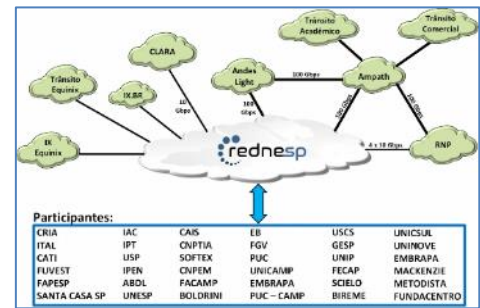 Trânsito
Acadêmico
Trânsito
Comercial
CLARA
Andes
Light
100 Gbps
Ampath
Trânsito
Equinix
IX.BR
10
Gbps
100
Gbps
100 Gbps
100 Gbps
IX
Equinix
rednesp
4 x 10 Gbps
RNP
Participantes:
CRIA IAC CAIS EB USCS UNICSUL
ITAL IPT CNPTIA FGV GESP UNINOVE
CATI USP SOFTEX PUC UNIP EMBRAPA
FUVEST IPEN CNPEM UNICAMP FECAP MACKENZIE
FAPESP ABDL FACAMP EMBRAPA SCIELO METODISTA
SANTA CASA SP UNESP BOLDRINI PUC – CAMP BIREME FUNDACENTRO